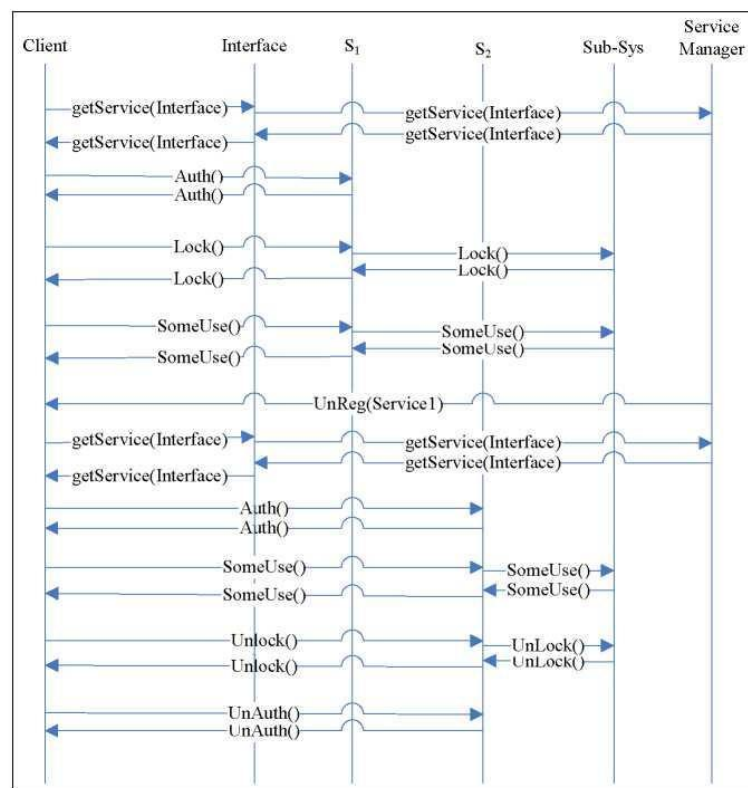 Client Interface S₁ S₂ Sub-Sys Service Manager
getService(Interface) getService(Interface)
getService(Interface) getService(Interface)
Auth()
Auth()
Lock() Lock()
Lock() Lock()
SomeUse() SomeUse()
SomeUse() SomeUse()
UnReg(Service1)
getService(Interface) getService(Interface)
getService(Interface) getService(Interface)
Auth()
Auth()
SomeUse() SomeUse()
SomeUse() SomeUse()
Unlock() UnLock()
Unlock() UnLock()
UnAuth()
UnAuth()